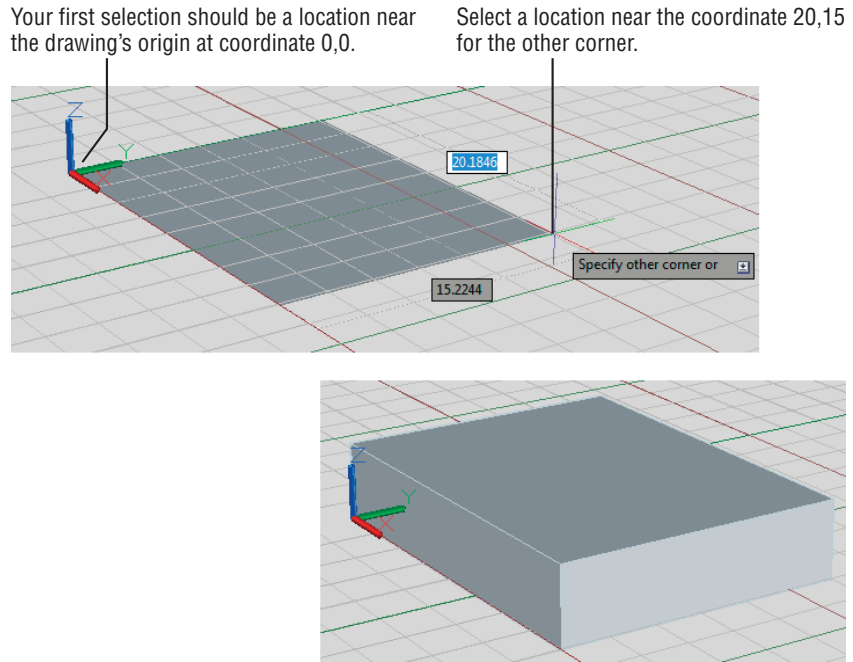 Your first selection should be a location near
the drawing’s origin at coordinate 0,0.
Select a location near the coordinate 20,15
for the other corner.
Z
Y
X
20.1846
Specify other corner or
15.2244
Z
Y
X